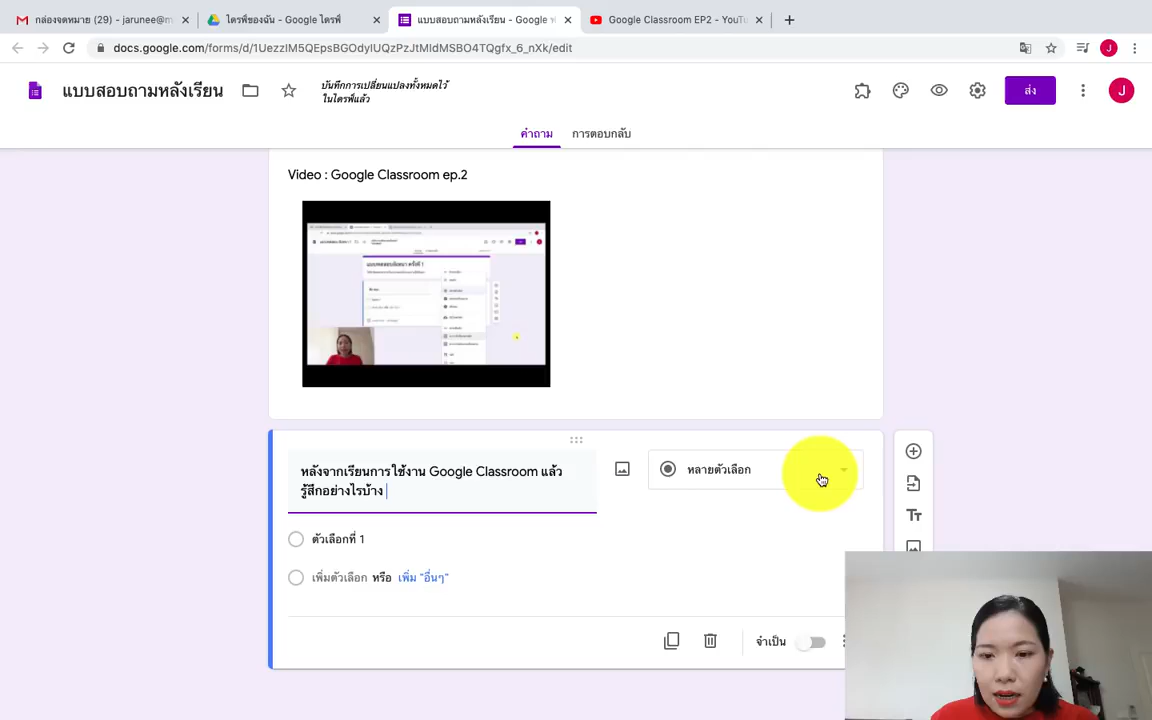 กล่องจดหมาย (29) - jarunee@m
ไดรฟ์ของฉัน - Google ไดรฟ์
แบบสอบถามหลังเรียน - Google
Google Classroom EP2 - YouTu
docs.google.com/forms/d/1UezzlM5QEpsBGOdylUQzPzJtMldMSBO4TQgfx_6_nXk/edit
แบบสอบถามหลังเรียน
บันทึกการเปลี่ยนแปลงทั้งหมดไว้
ในไดรฟ์แล้ว
ส่ง
J
คำถาม
การตอบกลับ
Video : Google Classroom ep.2
หลังจากเรียนการใช้งาน Google Classroom แล้ว
รู้สึกอย่างไรบ้าง
หลายตัวเลือก
ตัวเลือกที่ 1
เพิ่มตัวเลือก หรือ เพิ่ม "อื่นๆ"
จำเป็น